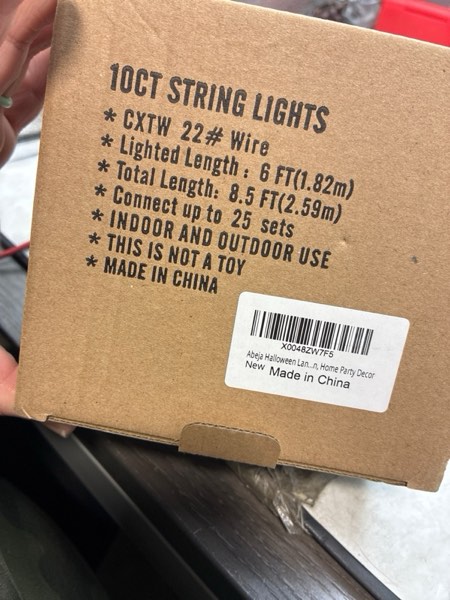 10CT STRING LIGHTS
* CXTW 22# Wire
* Lighted Length : 6 FT(1.82m)
* Total Length: 8.5 FT(2.59m)
* Connect up to 25 sets
* INDOOR AND OUTDOOR USE
* THIS IS NOT A TOY
* MADE IN CHINA
X0048ZW7F5
Abeja Halloween Lan...n, Home Party Decor
New Made in China